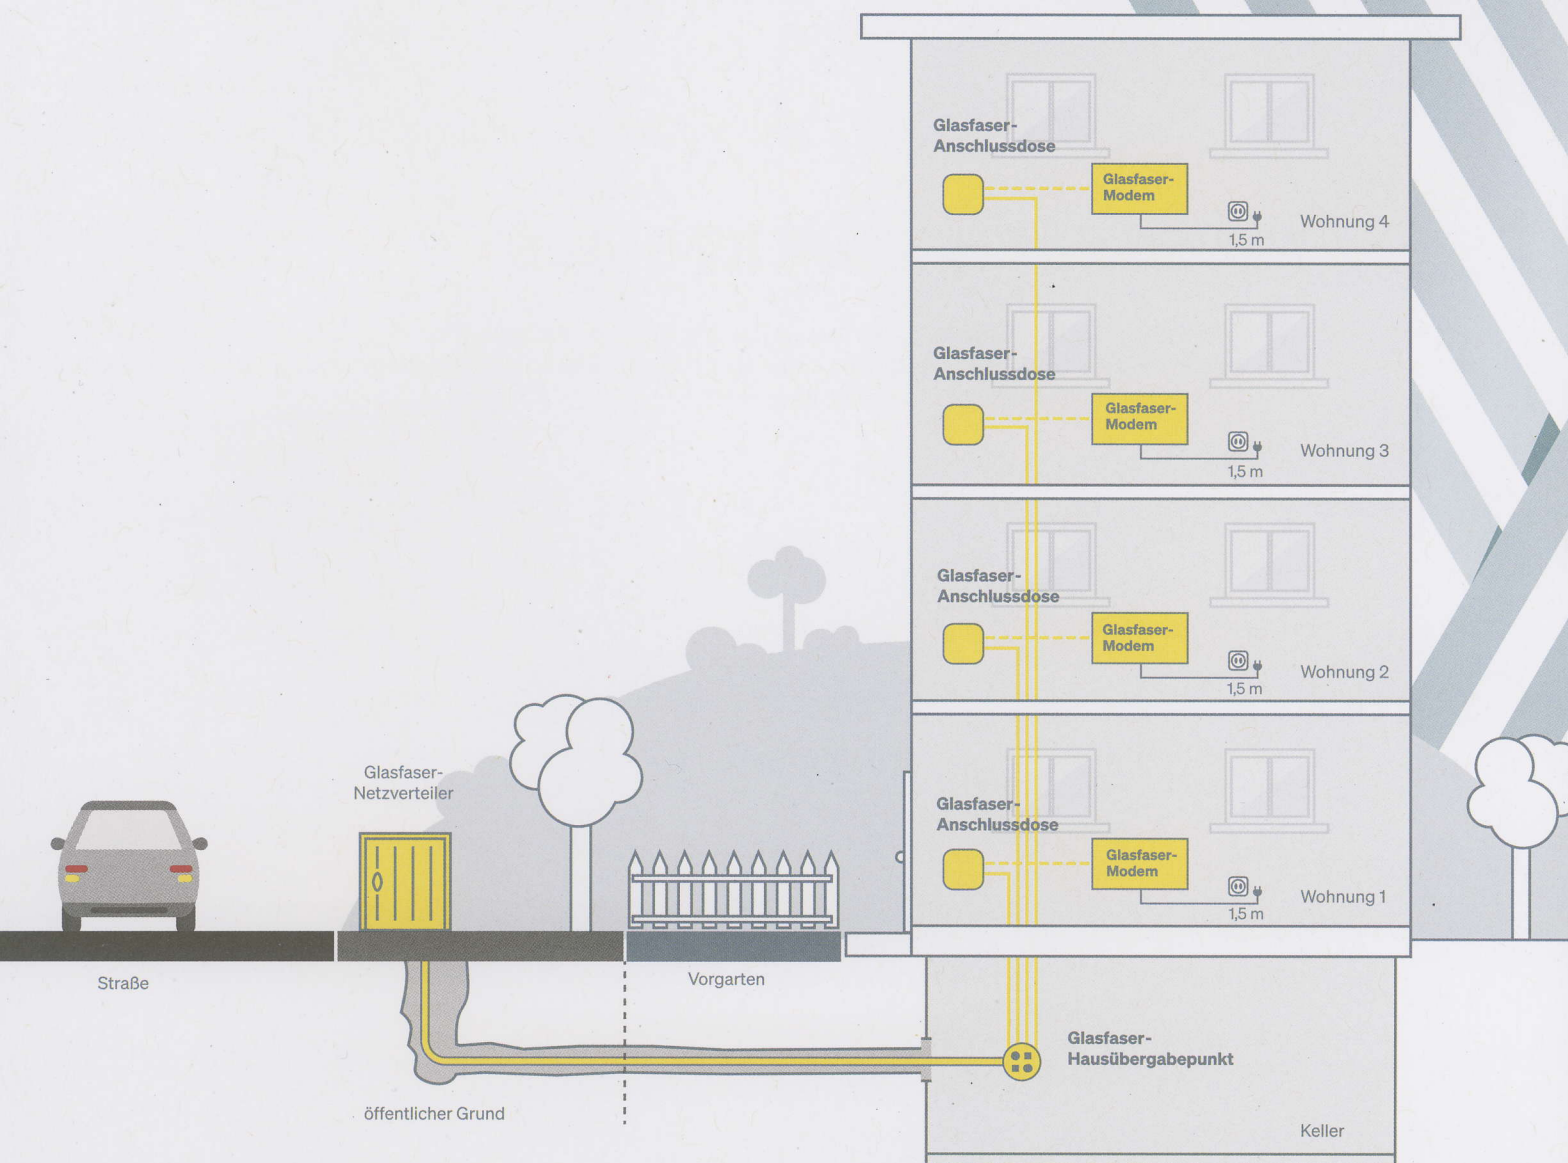 Glasfaser-
Anschlussdose
Glasfaser-
Modem
1,5 m
Wohnung 4
Glasfaser-
Anschlussdose
Glasfaser-
Modem
1,5 m
Wohnung 3
Glasfaser-
Anschlussdose
Glasfaser-
Modem
1,5 m
Wohnung 2
Glasfaser-
Netzverteiler
Glasfaser-
Anschlussdose
Glasfaser-
Modem
1,5 m
Wohnung 1
Straße
Vorgarten
Glasfaser-
Hausübergabepunkt
öffentlicher Grund
Keller